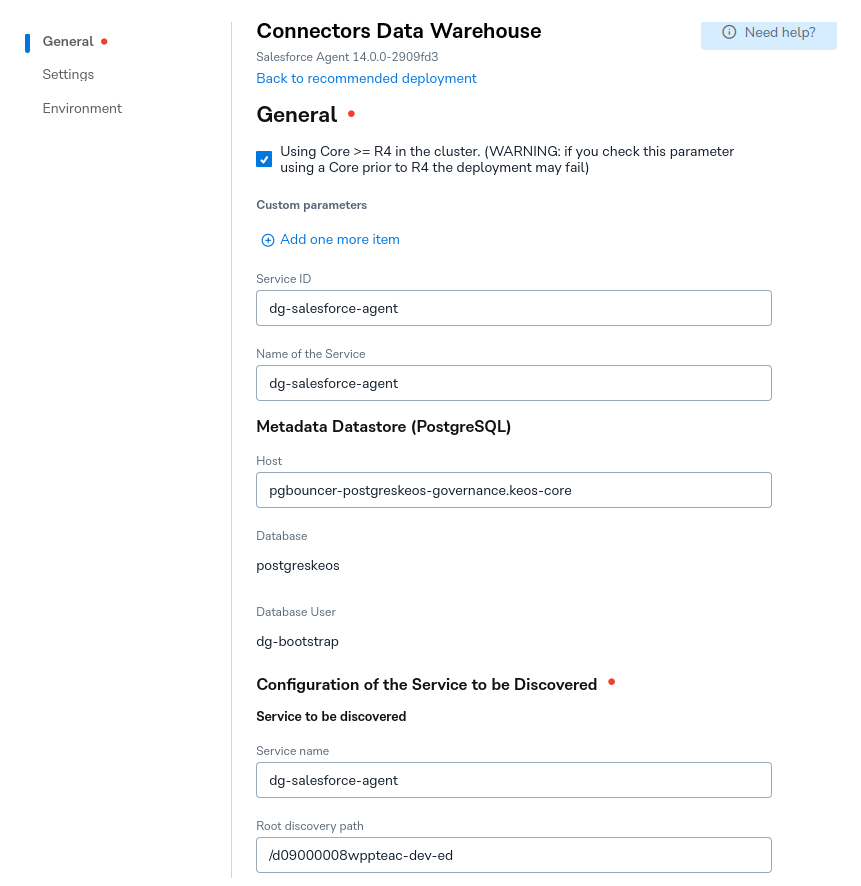 General
Settings
Environment
Connectors Data Warehouse
Need help?
Salesforce Agent 14.0.0-2909fd3
Back to recommended deployment
General
Using Core >= R4 in the cluster. (WARNING: if you check this parameter
using a Core prior to R4 the deployment may fail)
Custom parameters
Add one more item
Service ID
dg-salesforce-agent
Name of the Service
dg-salesforce-agent
Metadata Datastore (PostgreSQL)
Host
pgbouncer-postgreskeos-governance.keos-core
Database
postgreskeos
Database User
dg-bootstrap
Configuration of the Service to be Discovered
Service to be discovered
Service name
dg-salesforce-agent
Root discovery path
/d09000008wppteac-dev-ed